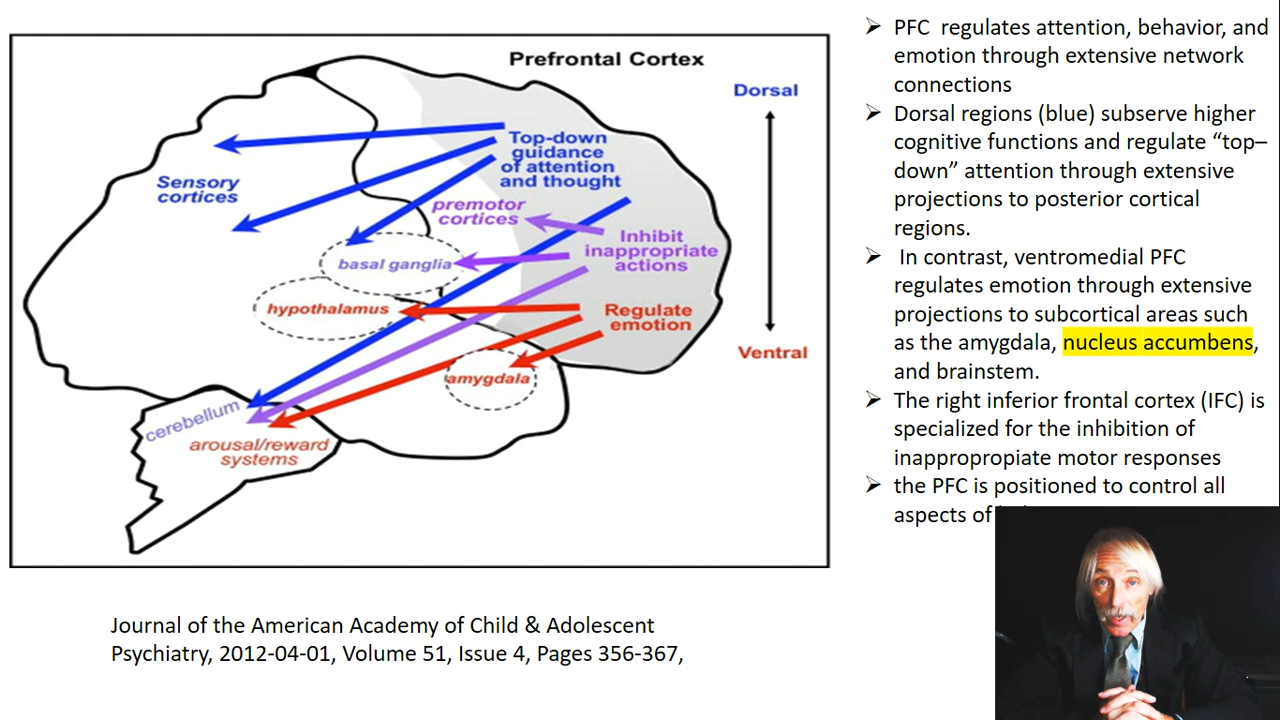 Prefrontal Cortex
Dorsal
Top-down
guidance
of attention
and thought
Sensory
cortices
premotor
cortices
Inhibit
inappropriate
actions
basal ganglia
hypothalamus
Regulate
emotion
Ventral
amygdala
cerebellum
arousal/reward
systems
➢ PFC regulates attention, behavior, and
emotion through extensive network
connections
➢ Dorsal regions (blue) subserve higher
cognitive functions and regulate “top–
down” attention through extensive
projections to posterior cortical
regions.
➢ In contrast, ventromedial PFC
regulates emotion through extensive
projections to subcortical areas such
as the amygdala, nucleus accumbens,
and brainstem.
➢ The right inferior frontal cortex (IFC) is
specialized for the inhibition of
inappropropiate motor responses
➢ the PFC is positioned to control all
aspects of
Journal of the American Academy of Child & Adolescent
Psychiatry, 2012-04-01, Volume 51, Issue 4, Pages 356-367,